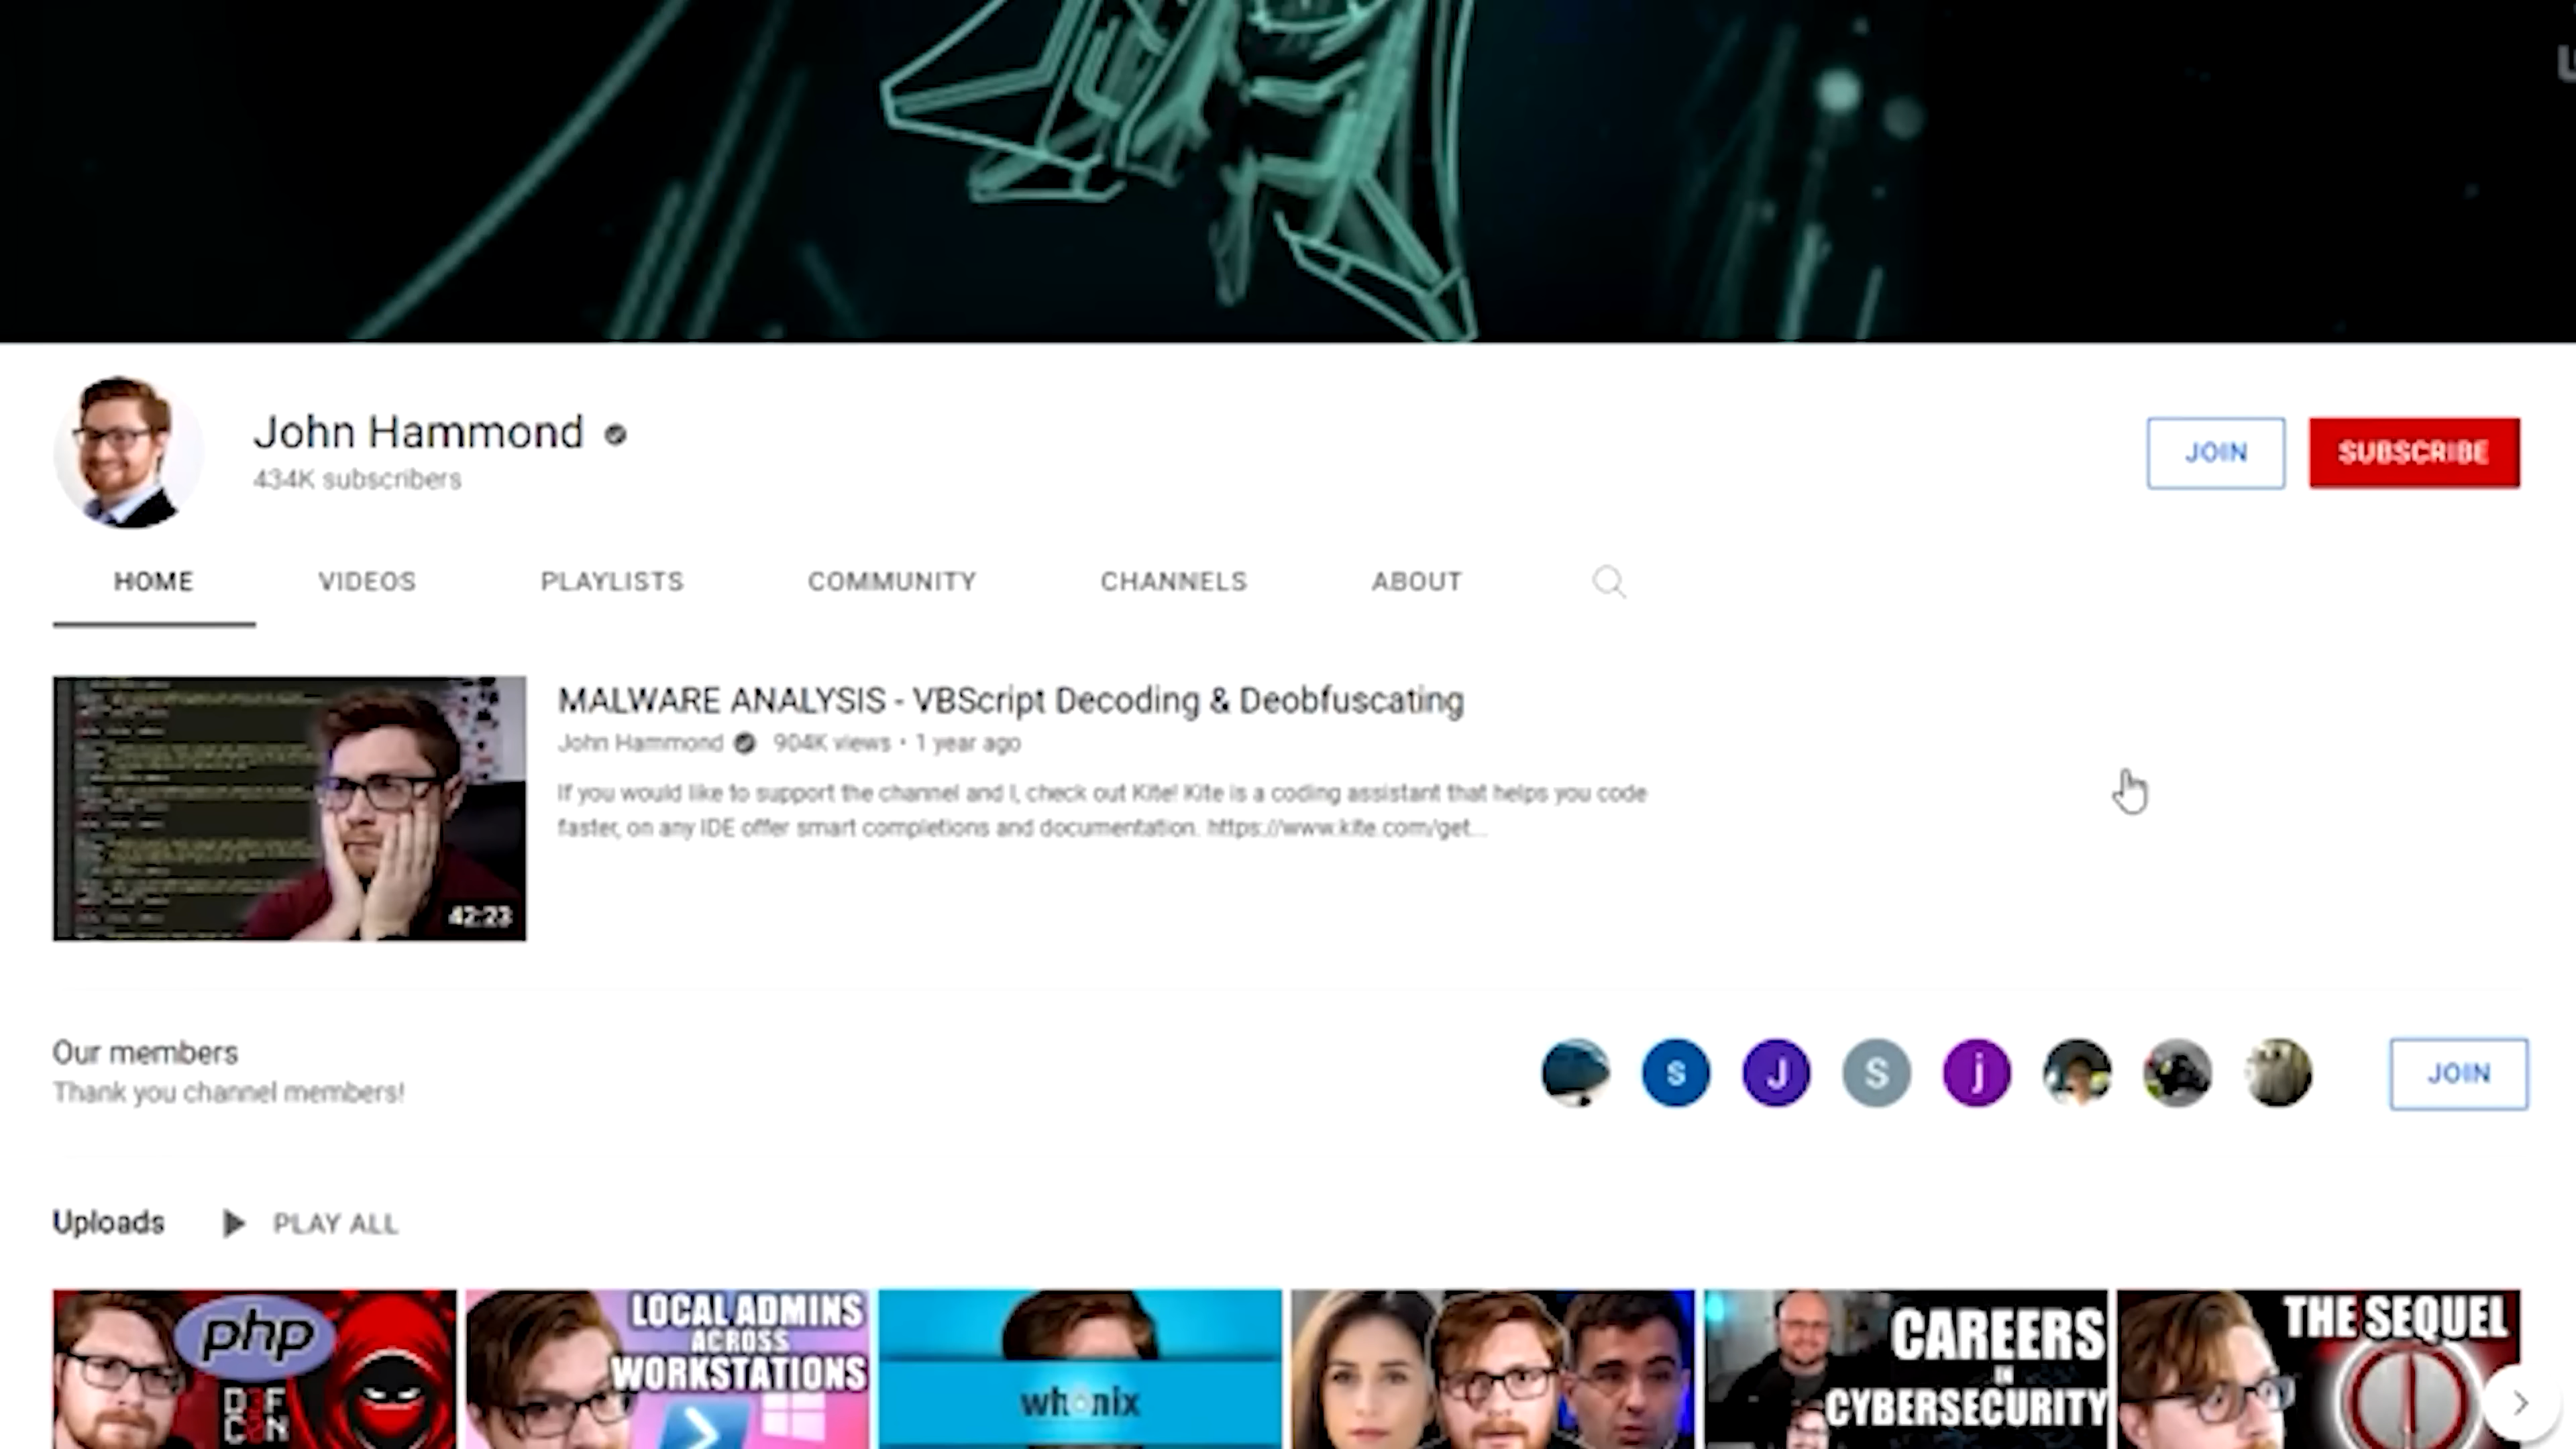 John Hammond
434K subscribers
JOIN
SUBSCRIBE
HOME
VIDEOS
PLAYLISTS
COMMUNITY
CHANNELS
ABOUT
MALWARE ANALYSIS - VBScript Decoding & Deobfuscating
John Hammond 904K views • 1 year ago
If you would like to support the channel and I, check out Kite! Kite is a coding assistant that helps you code
faster, on any IDE offer smart completions and documentation. https://www.kite.com/get...
42:23
Our members
Thank you channel members!
s
J
S
j
JOIN
Uploads
PLAY ALL
php
LOCAL ADMINS
ACROSS
WORKSTATIONS
whonix
CAREERS
IN
CYBERSECURITY
THE SEQUEL